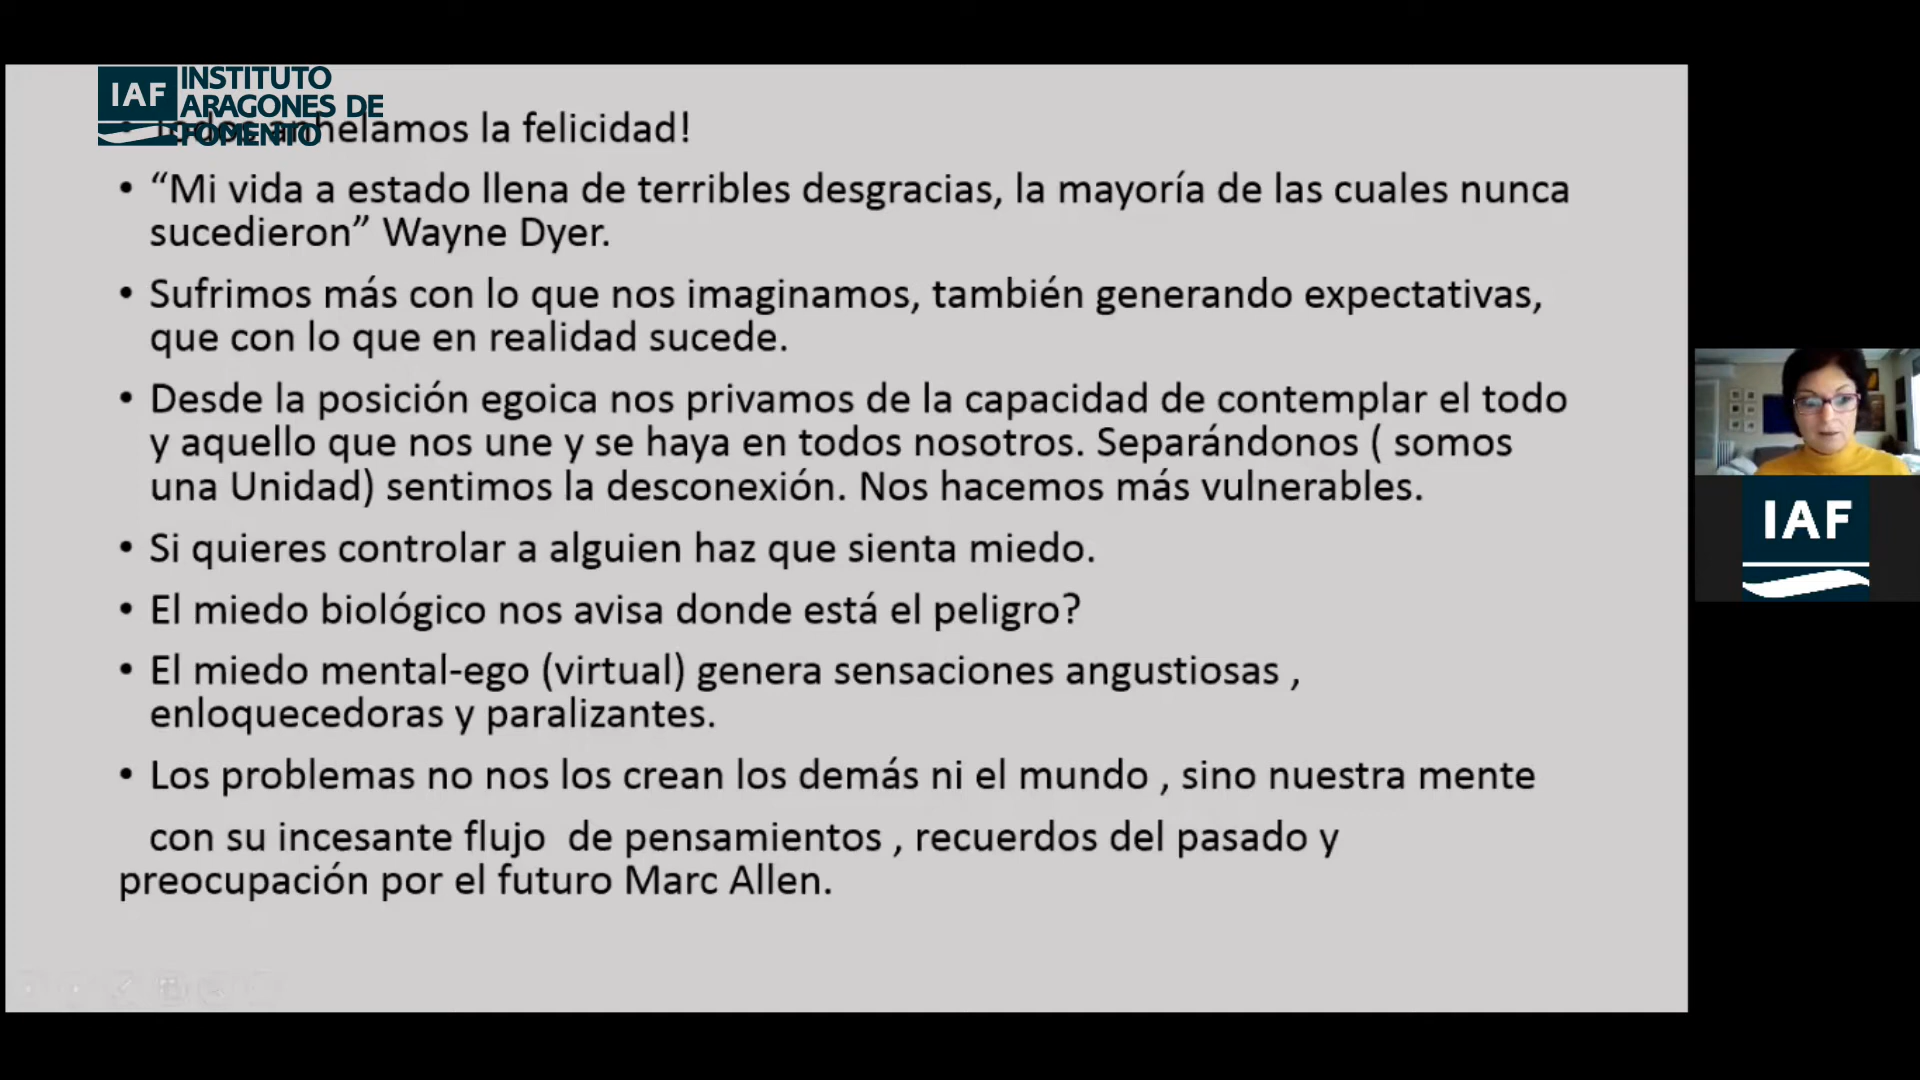 IAF INSTITUTO
ARAGONES DE
FOMENTO
• Todos anhelamos la felicidad!
• “Mi vida a estado llena de terribles desgracias, la mayoría de las cuales nunca
sucedieron” Wayne Dyer.
• Sufrimos más con lo que nos imaginamos, también generando expectativas,
que con lo que en realidad sucede.
• Desde la posición egoica nos privamos de la capacidad de contemplar el todo
y aquello que nos une y se haya en todos nosotros. Separándonos ( somos
una Unidad) sentimos la desconexión. Nos hacemos más vulnerables.
• Si quieres controlar a alguien haz que sienta miedo.
• El miedo biológico nos avisa donde está el peligro?
• El miedo mental-ego (virtual) genera sensaciones angustiosas ,
enloquecedoras y paralizantes.
• Los problemas no nos los crean los demás ni el mundo , sino nuestra mente
con su incesante flujo  de pensamientos , recuerdos del pasado y
preocupación por el futuro Marc Allen.
IAF